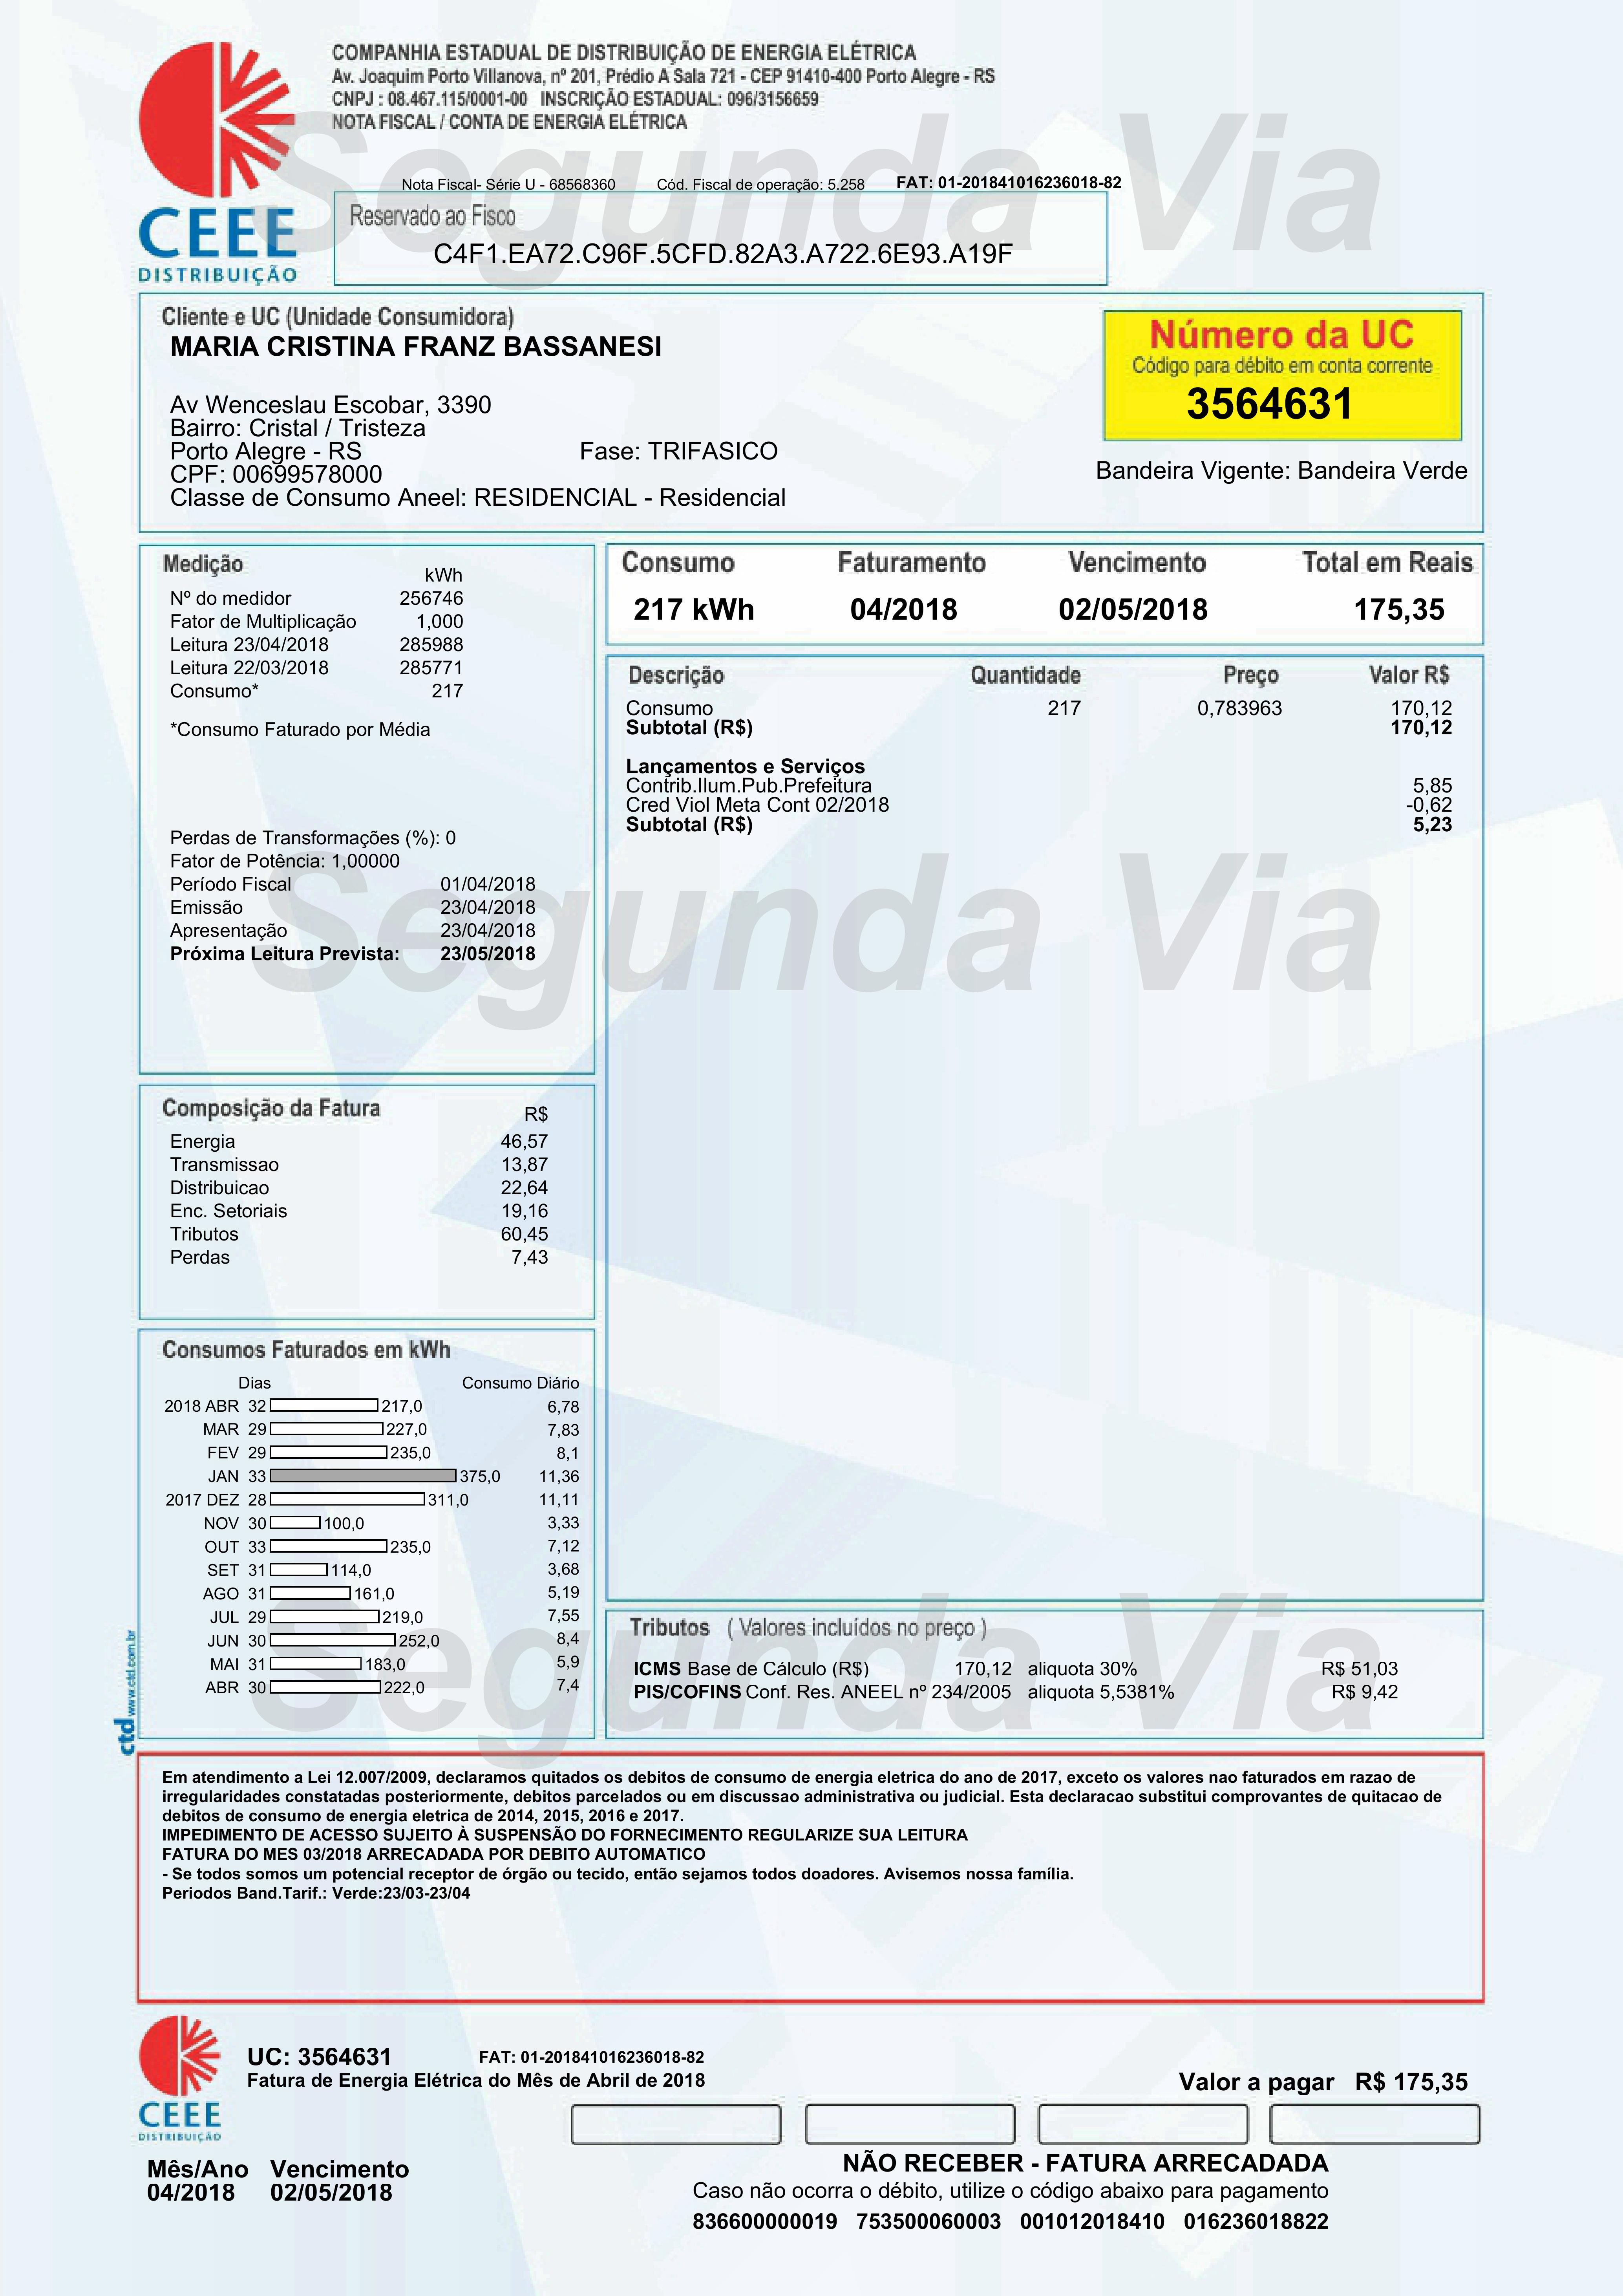 COMPANHIA ESTADUAL DE DISTRIBUIÇÃO DE ENERGIA ELÉTRICA
Av. Joaquim Porto Villanova, nº 201, Prédio A Sala 721 - CEP 91410-400 Porto Alegre - RS
CNPJ : 08.467.115/0001-00 INSCRIÇÃO ESTADUAL: 096/3156659
NOTA FISCAL / CONTA DE ENERGIA ELÉTRICA
Segunda Via
Nota Fiscal- Série U - 68568360 Cód. Fiscal de operação: 5.258 FAT: 01-201841016236018-82
CEEE
DISTRIBUIÇÃO
Reservado ao Fisco
C4F1.EA72.C96F.5CFD.82A3.A722.6E93.A19F
Cliente e UC (Unidade Consumidora)
MARIA CRISTINA FRANZ BASSANESI
Av Wenceslau Escobar, 3390
Bairro: Cristal / Tristeza
Porto Alegre - RS Fase: TRIFASICO
CPF: 00699578000
Classe de Consumo Aneel: RESIDENCIAL - Residencial
Número da UC
Código para débito em conta corrente
3564631
Bandeira Vigente: Bandeira Verde
Medição
kWh
Nº do medidor 256746
Fator de Multiplicação 1,000
Leitura 23/04/2018 285988
Leitura 22/03/2018 285771
Consumo* 217
*Consumo Faturado por Média
Perdas de Transformações (%): 0
Fator de Potência: 1,00000
Período Fiscal 01/04/2018
Emissão 23/04/2018
Apresentação 23/04/2018
Próxima Leitura Prevista: 23/05/2018
Consumo Faturamento Vencimento Total em Reais
217 kWh 04/2018 02/05/2018 175,35
Descrição Quantidade Preço Valor R$
Consumo 217 0,783963 170,12
Subtotal (R$) 170,12
Lançamentos e Serviços
Contrib.Ilum.Pub.Prefeitura 5,85
Cred Viol Meta Cont 02/2018 -0,62
Subtotal (R$) 5,23
Segunda Via
Composição da Fatura R$
Energia 46,57
Transmissao 13,87
Distribuicao 22,64
Enc. Setoriais 19,16
Tributos 60,45
Perdas 7,43
Consumos Faturados em kWh
Dias Consumo Diário
2018 ABR 32 217,0 6,78
MAR 29 227,0 7,83
FEV 29 235,0 8,1
JAN 33 375,0 11,36
2017 DEZ 28 311,0 11,11
NOV 30 100,0 3,33
OUT 33 235,0 7,12
SET 31 114,0 3,68
AGO 31 161,0 5,19
JUL 29 219,0 7,55
JUN 30 252,0 8,4
MAI 31 183,0 5,9
ABR 30 222,0 7,4
Segunda Via
ctd www.ctd.com.br
Tributos ( Valores incluídos no preço )
ICMS Base de Cálculo (R$) 170,12 aliquota 30% R$ 51,03
PIS/COFINS Conf. Res. ANEEL nº 234/2005 aliquota 5,5381% R$ 9,42
Em atendimento a Lei 12.007/2009, declaramos quitados os debitos de consumo de energia eletrica do ano de 2017, exceto os valores nao faturados em razao de
irregularidades constatadas posteriormente, debitos parcelados ou em discussao administrativa ou judicial. Esta declaracao substitui comprovantes de quitacao de
debitos de consumo de energia eletrica de 2014, 2015, 2016 e 2017.
IMPEDIMENTO DE ACESSO SUJEITO À SUSPENSÃO DO FORNECIMENTO REGULARIZE SUA LEITURA
FATURA DO MES 03/2018 ARRECADADA POR DEBITO AUTOMATICO
- Se todos somos um potencial receptor de órgão ou tecido, então sejamos todos doadores. Avisemos nossa família.
Periodos Band.Tarif.: Verde:23/03-23/04
CEEE
DISTRIBUIÇÃO
UC: 3564631 FAT: 01-201841016236018-82
Fatura de Energia Elétrica do Mês de Abril de 2018
Valor a pagar R$ 175,35
Mês/Ano Vencimento
04/2018 02/05/2018
NÃO RECEBER - FATURA ARRECADADA
Caso não ocorra o débito, utilize o código abaixo para pagamento
836600000019 753500060003 001012018410 016236018822